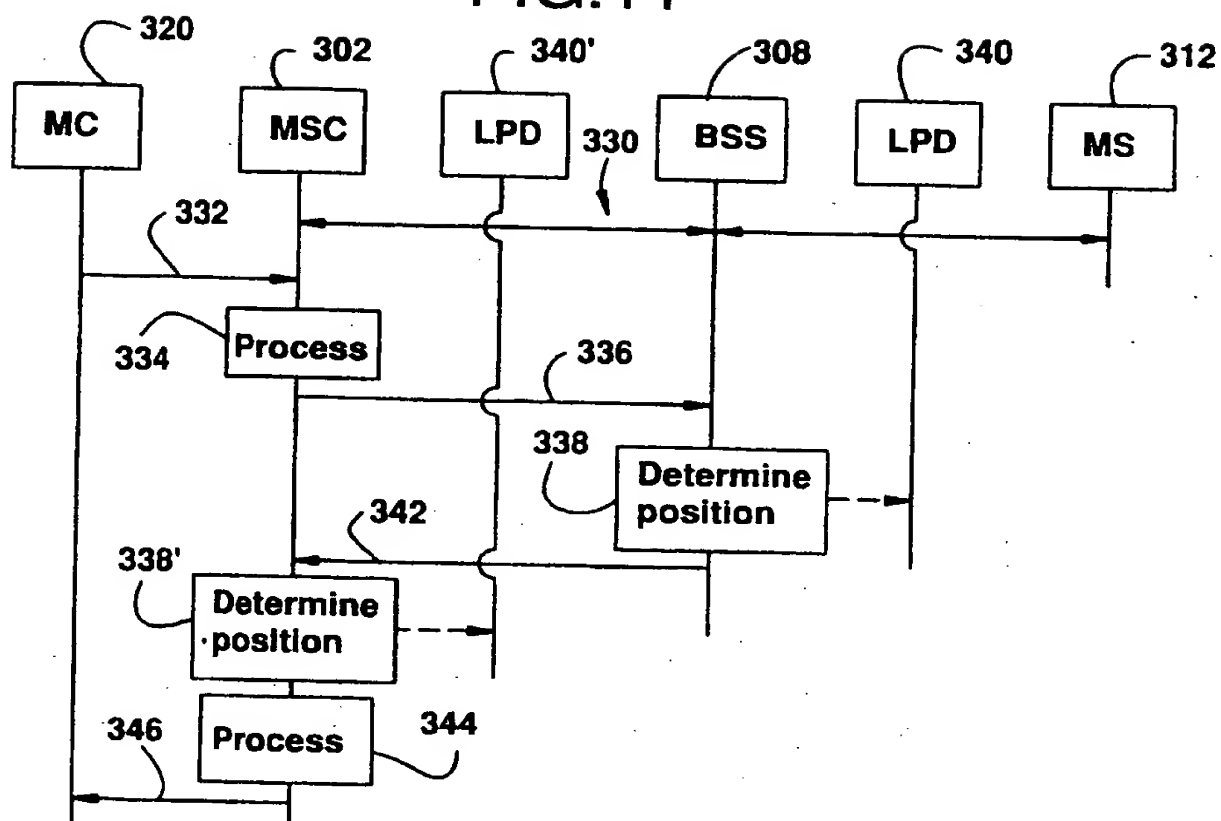 320
302
340'
308
340
312
MC
MSC
LPD
BSS
LPD
MS
330
332
334
Process
336
338
Determine
position
342
338'
Determine
position
Process
344
346